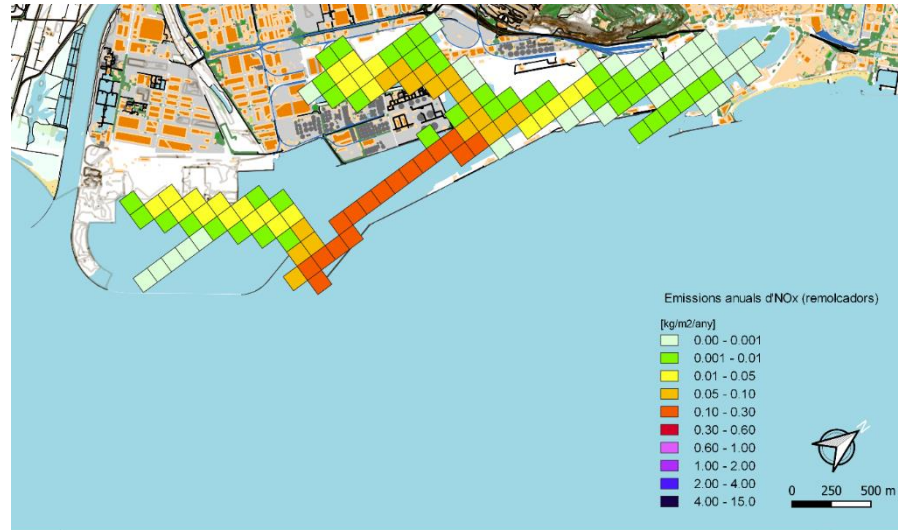 Emissions anuals d'NOx (remolcadors)
[kg/m2/any]
0.00 - 0.001
0.001 - 0.01
0.01 - 0.05
0.05 - 0.10
0.10 - 0.30
0.30 - 0.60
0.60 - 1.00
1.00 - 2.00
2.00 - 4.00
4.00 - 15.0
N
0 250 500 m